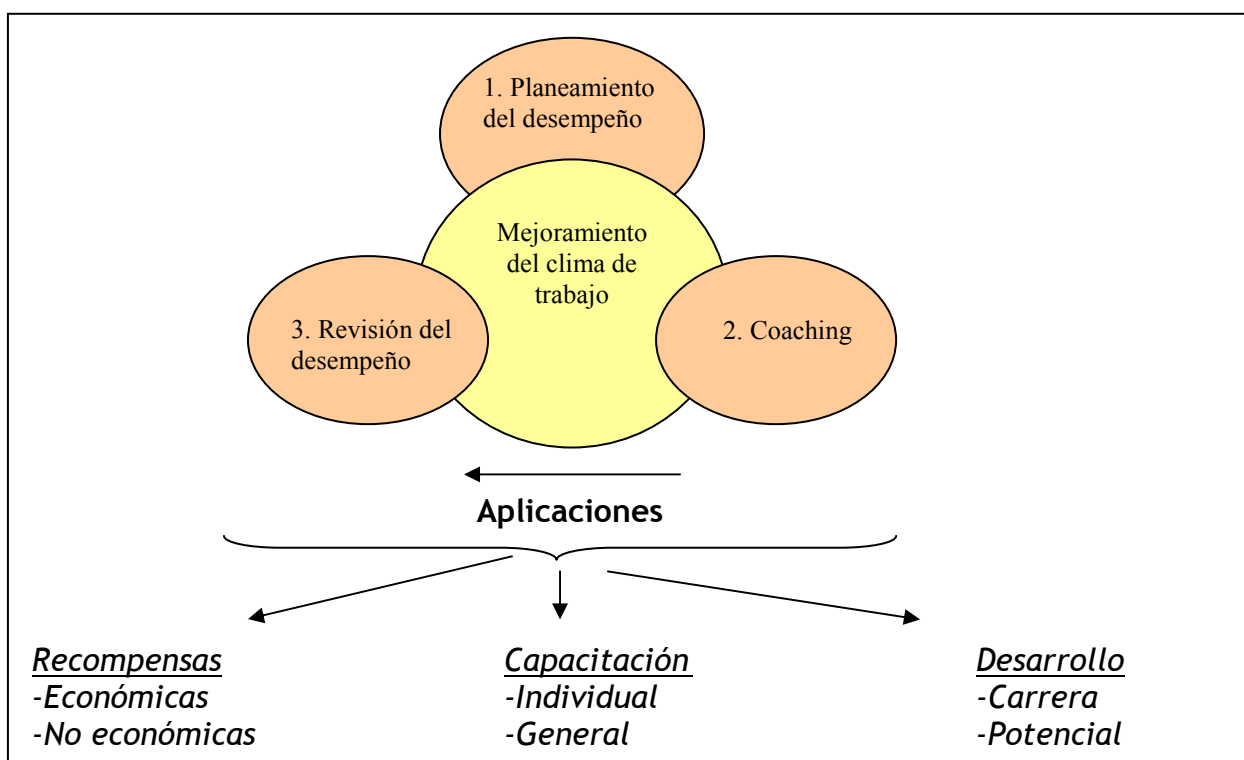 1. Planeamiento
del desempeño
Mejoramiento
del clima de
trabajo
3. Revisión del
desempeño
2. Coaching
Aplicaciones
Recompensas
-Económicas
-No económicas
Capacitación
-Individual
-General
Desarrollo
-Carrera
-Potencial